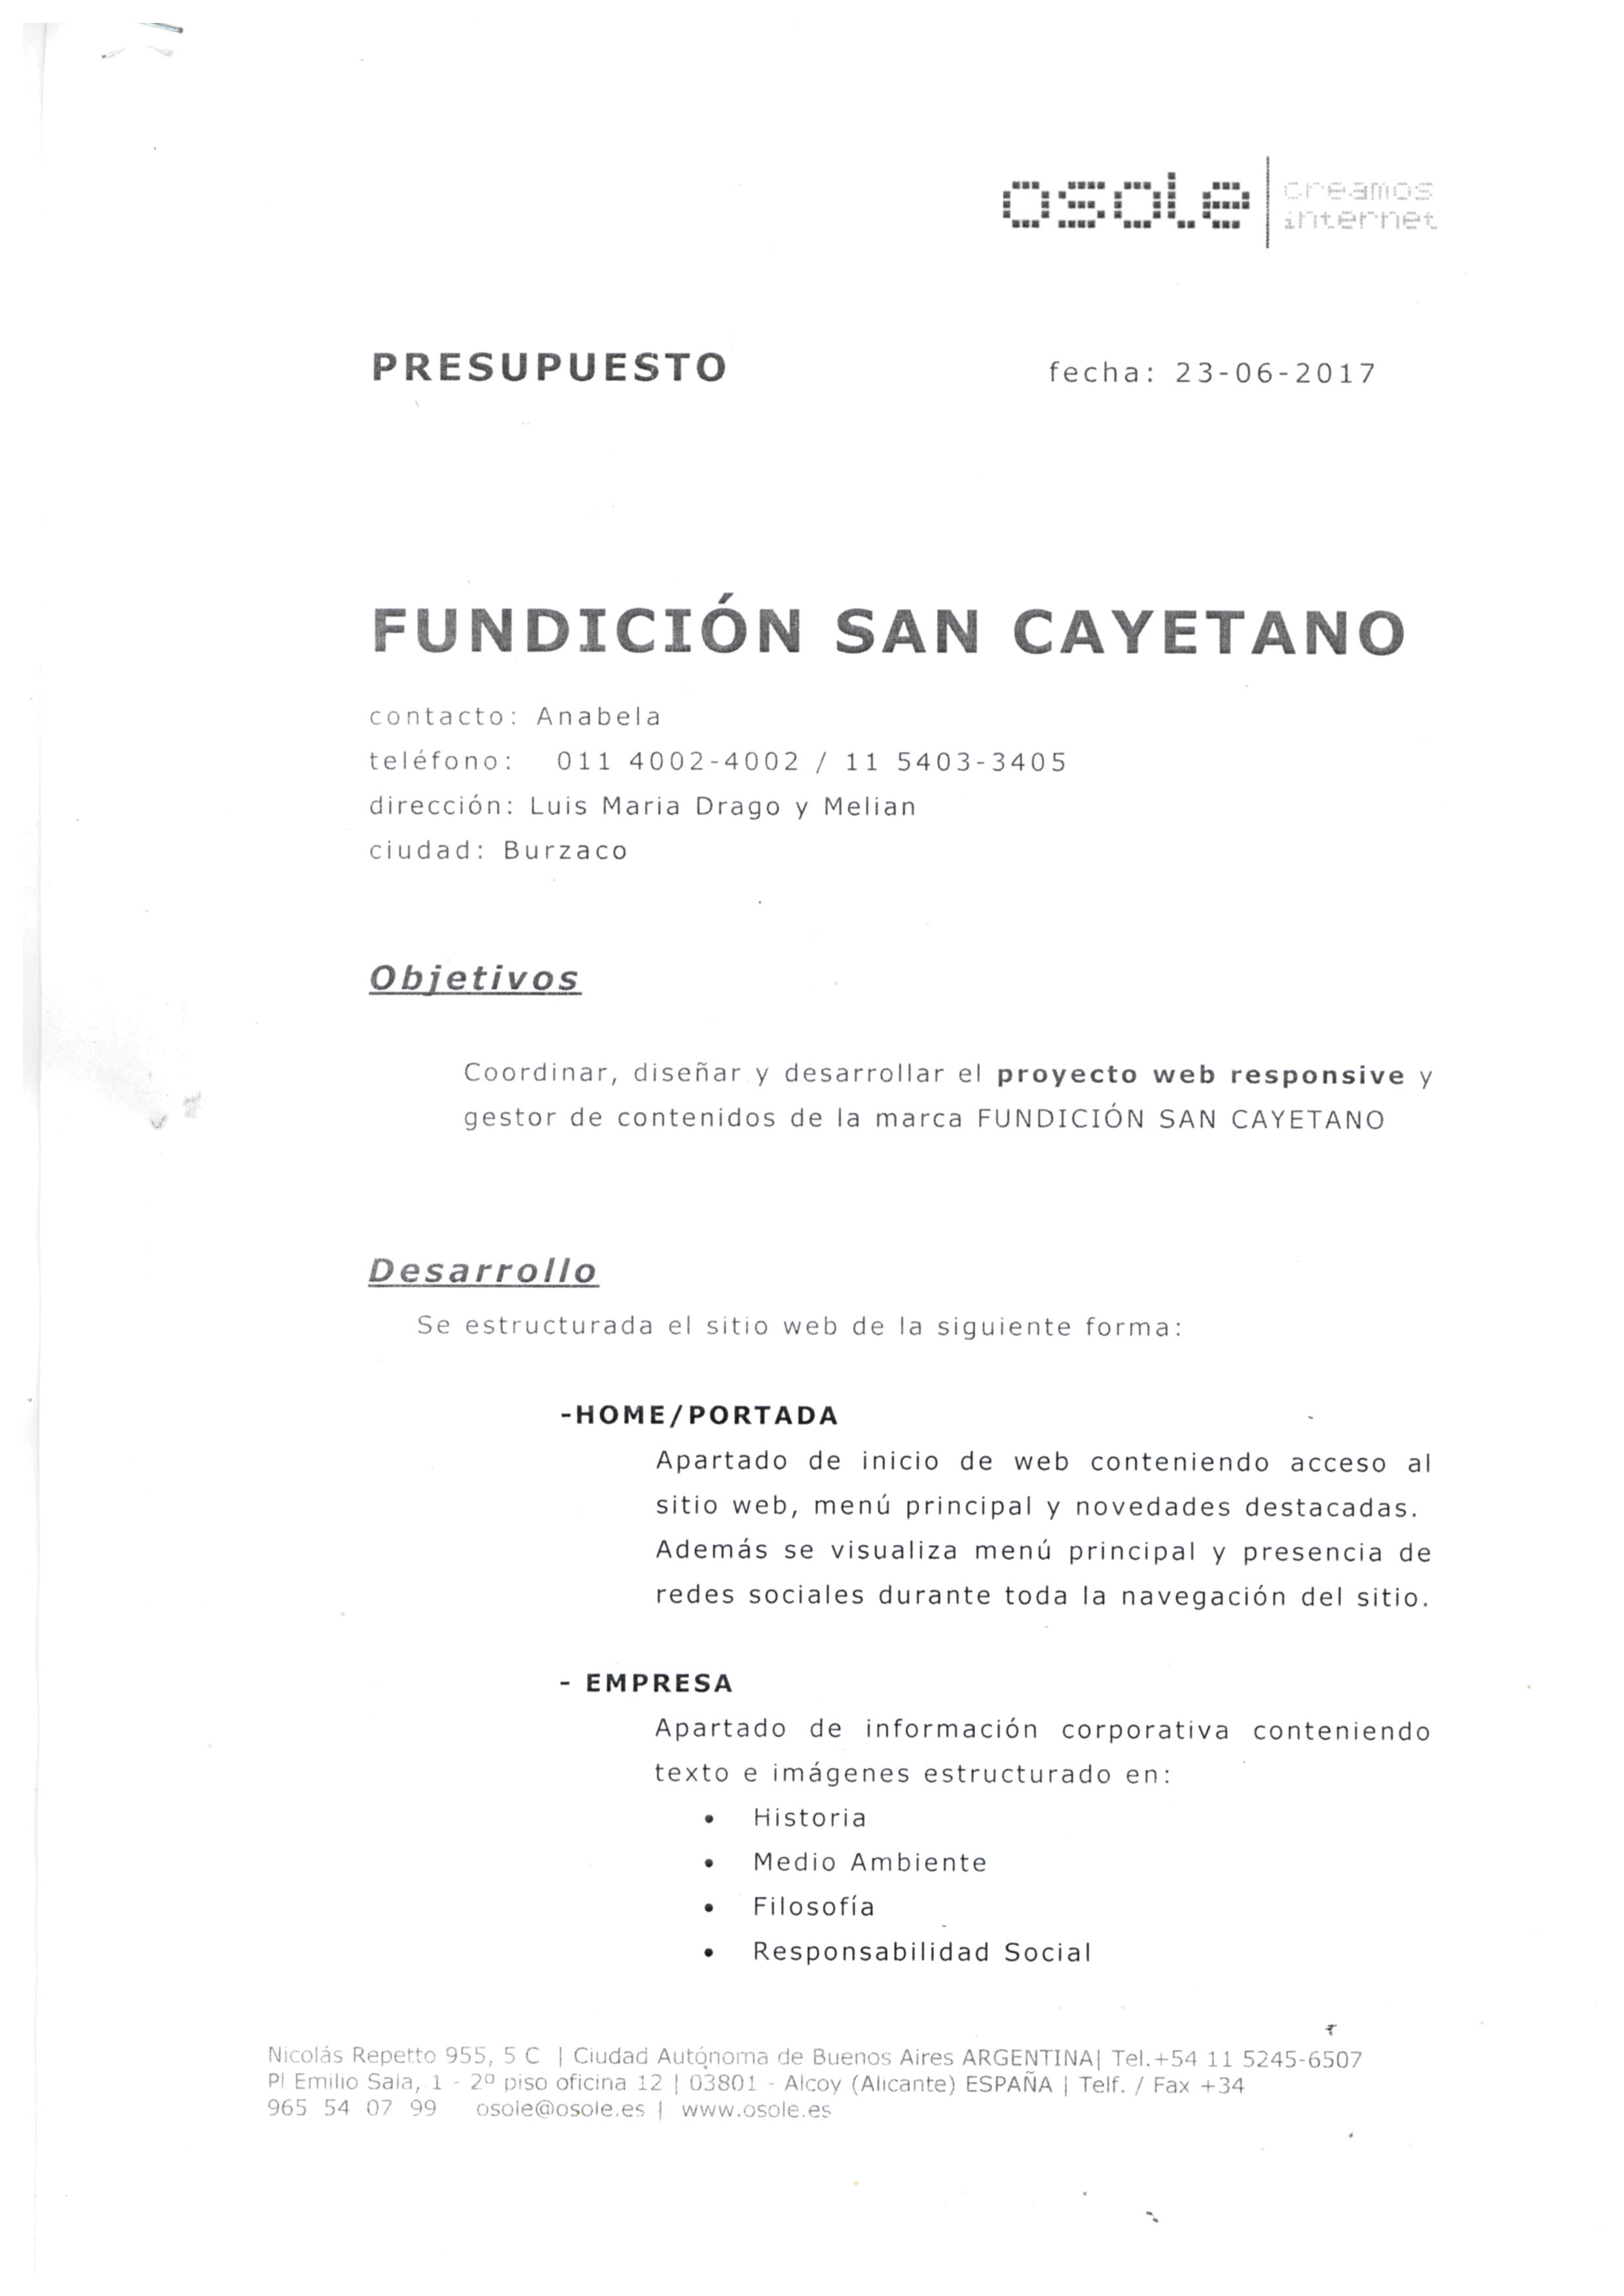 osole | creamos
internet
PRESUPUESTO fecha: 23-06-2017
FUNDICIÓN SAN CAYETANO
contacto: Anabela
teléfono: 011 4002-4002 / 11 5403-3405
dirección: Luis Maria Drago y Melian
ciudad: Burzaco
Objetivos
Coordinar, diseñar y desarrollar el proyecto web responsive y
gestor de contenidos de la marca FUNDICIÓN SAN CAYETANO
Desarrollo
Se estructurada el sitio web de la siguiente forma:
-HOME/PORTADA
Apartado de inicio de web conteniendo acceso al
sitio web, menú principal y novedades destacadas.
Además se visualiza menú principal y presencia de
redes sociales durante toda la navegación del sitio.
- EMPRESA
Apartado de información corporativa conteniendo
texto e imágenes estructurado en:
• Historia
• Medio Ambiente
• Filosofía
• Responsabilidad Social
Nicolás Repetto 955, 5 C | Ciudad Autónoma de Buenos Aires ARGENTINA| Tel.+54 11 5245-6507
Pl Emilio Sala, 1 - 2º piso oficina 12 | 03801 - Alcoy (Alicante) ESPAÑA | Telf. / Fax +34
965 54 07 99 osole@osole.es | www.osole.es